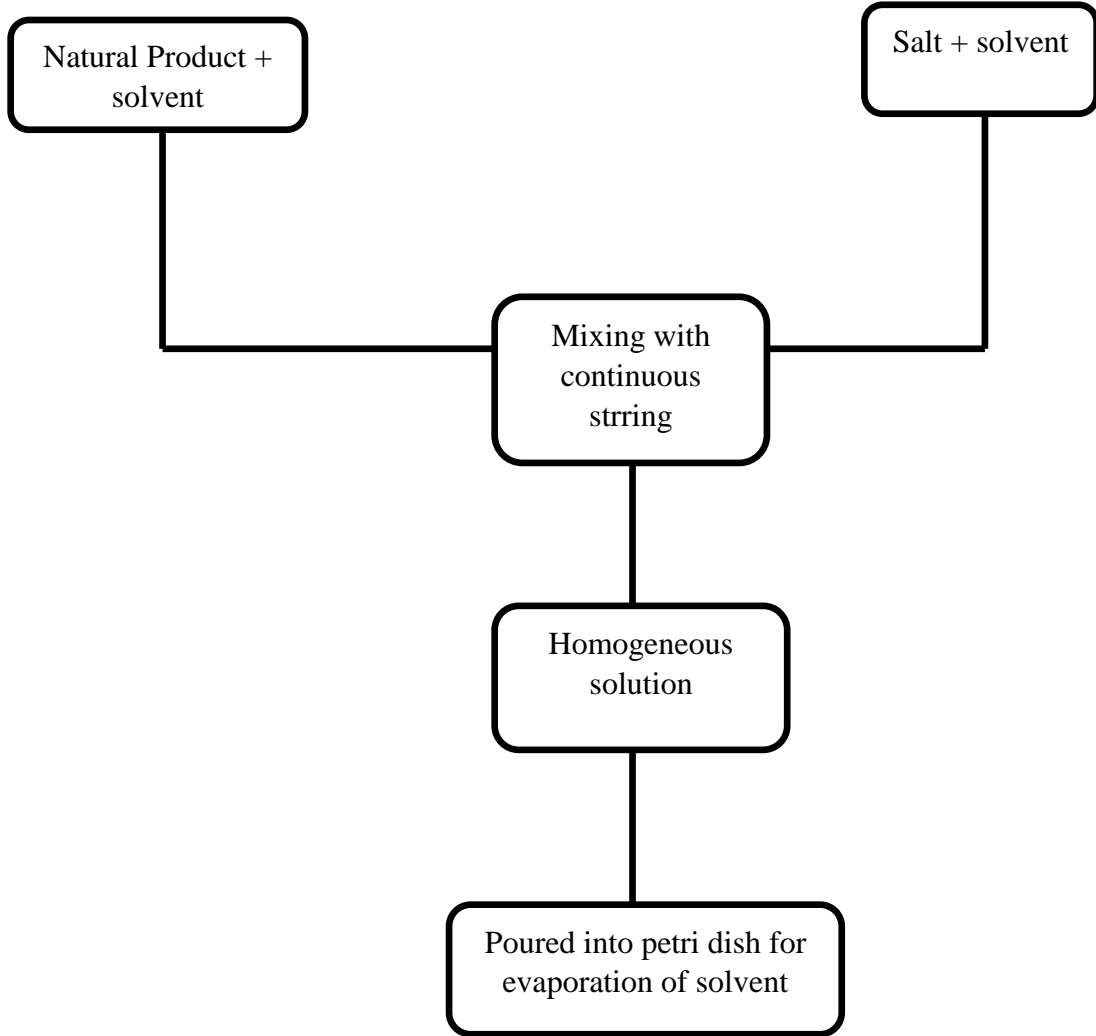 Natural Product +
solvent
Salt + solvent
Mixing with
continuous
strring
Homogeneous
solution
Poured into petri dish for
evaporation of solvent